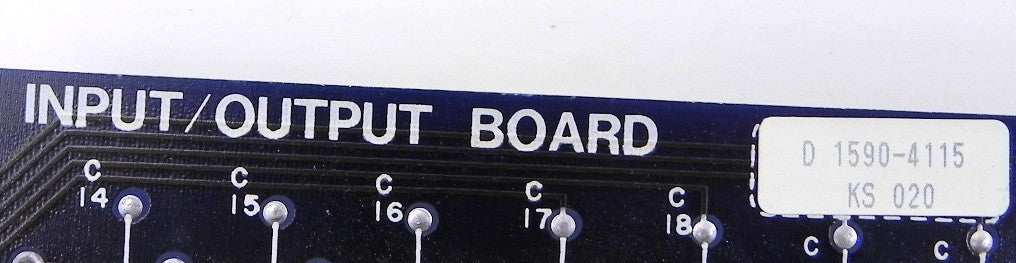 INPUT/OUTPUT BOARD
D 1590-4115
KS 020
C 14
C 15
C 16
C 17
C 18
C
C